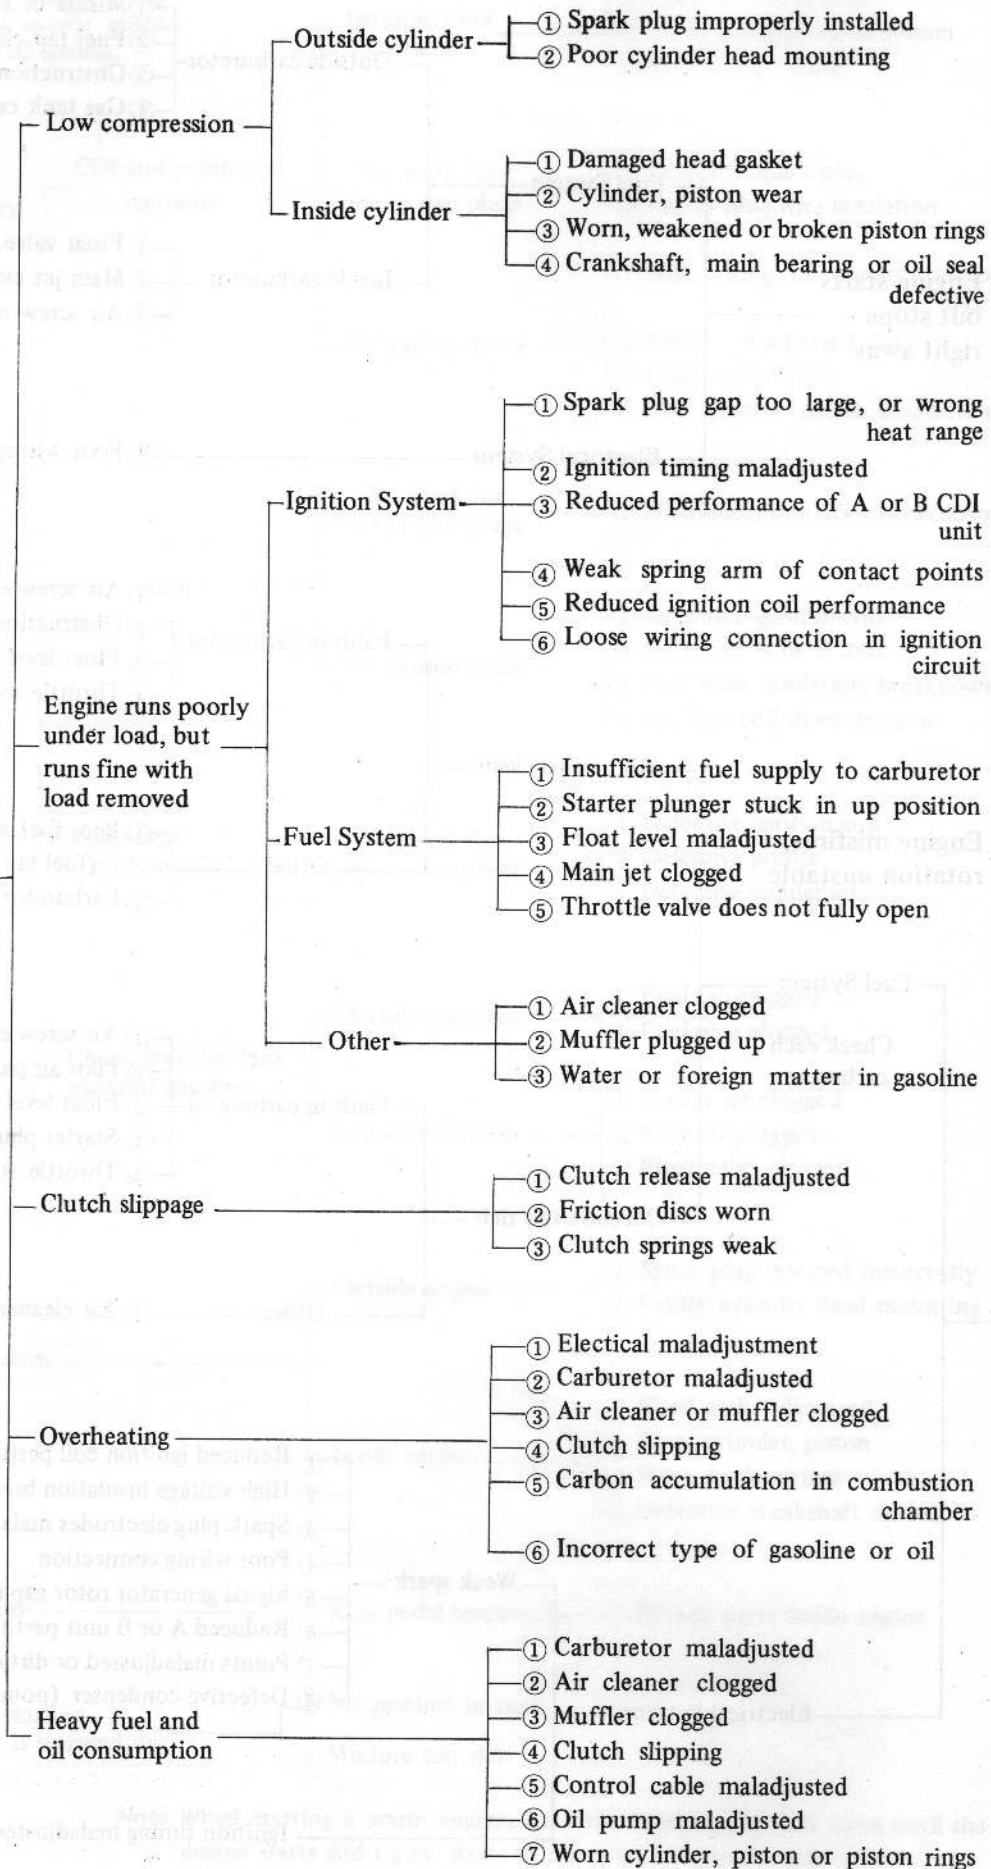 Outside cylinder
① Spark plug improperly installed
② Poor cylinder head mounting
Low compression
Inside cylinder
① Damaged head gasket
② Cylinder, piston wear
③ Worn, weakened or broken piston rings
④ Crankshaft, main bearing or oil seal
defective
Engine runs poorly
under load, but
runs fine with
load removed
Ignition System
① Spark plug gap too large, or wrong
heat range
② Ignition timing maladjusted
③ Reduced performance of A or B CDI
unit
④ Weak spring arm of contact points
⑤ Reduced ignition coil performance
⑥ Loose wiring connection in ignition
circuit
Fuel System
① Insufficient fuel supply to carburetor
② Starter plunger stuck in up position
③ Float level maladjusted
④ Main jet clogged
⑤ Throttle valve does not fully open
Other
① Air cleaner clogged
② Muffler plugged up
③ Water or foreign matter in gasoline
Clutch slippage
① Clutch release maladjusted
② Friction discs worn
③ Clutch springs weak
Overheating
① Electical maladjustment
② Carburetor maladjusted
③ Air cleaner or muffler clogged
④ Clutch slipping
⑤ Carbon accumulation in combustion
chamber
⑥ Incorrect type of gasoline or oil
Heavy fuel and
oil consumption
① Carburetor maladjusted
② Air cleaner clogged
③ Muffler clogged
④ Clutch slipping
⑤ Control cable maladjusted
⑥ Oil pump maladjusted
⑦ Worn cylinder, piston or piston rings